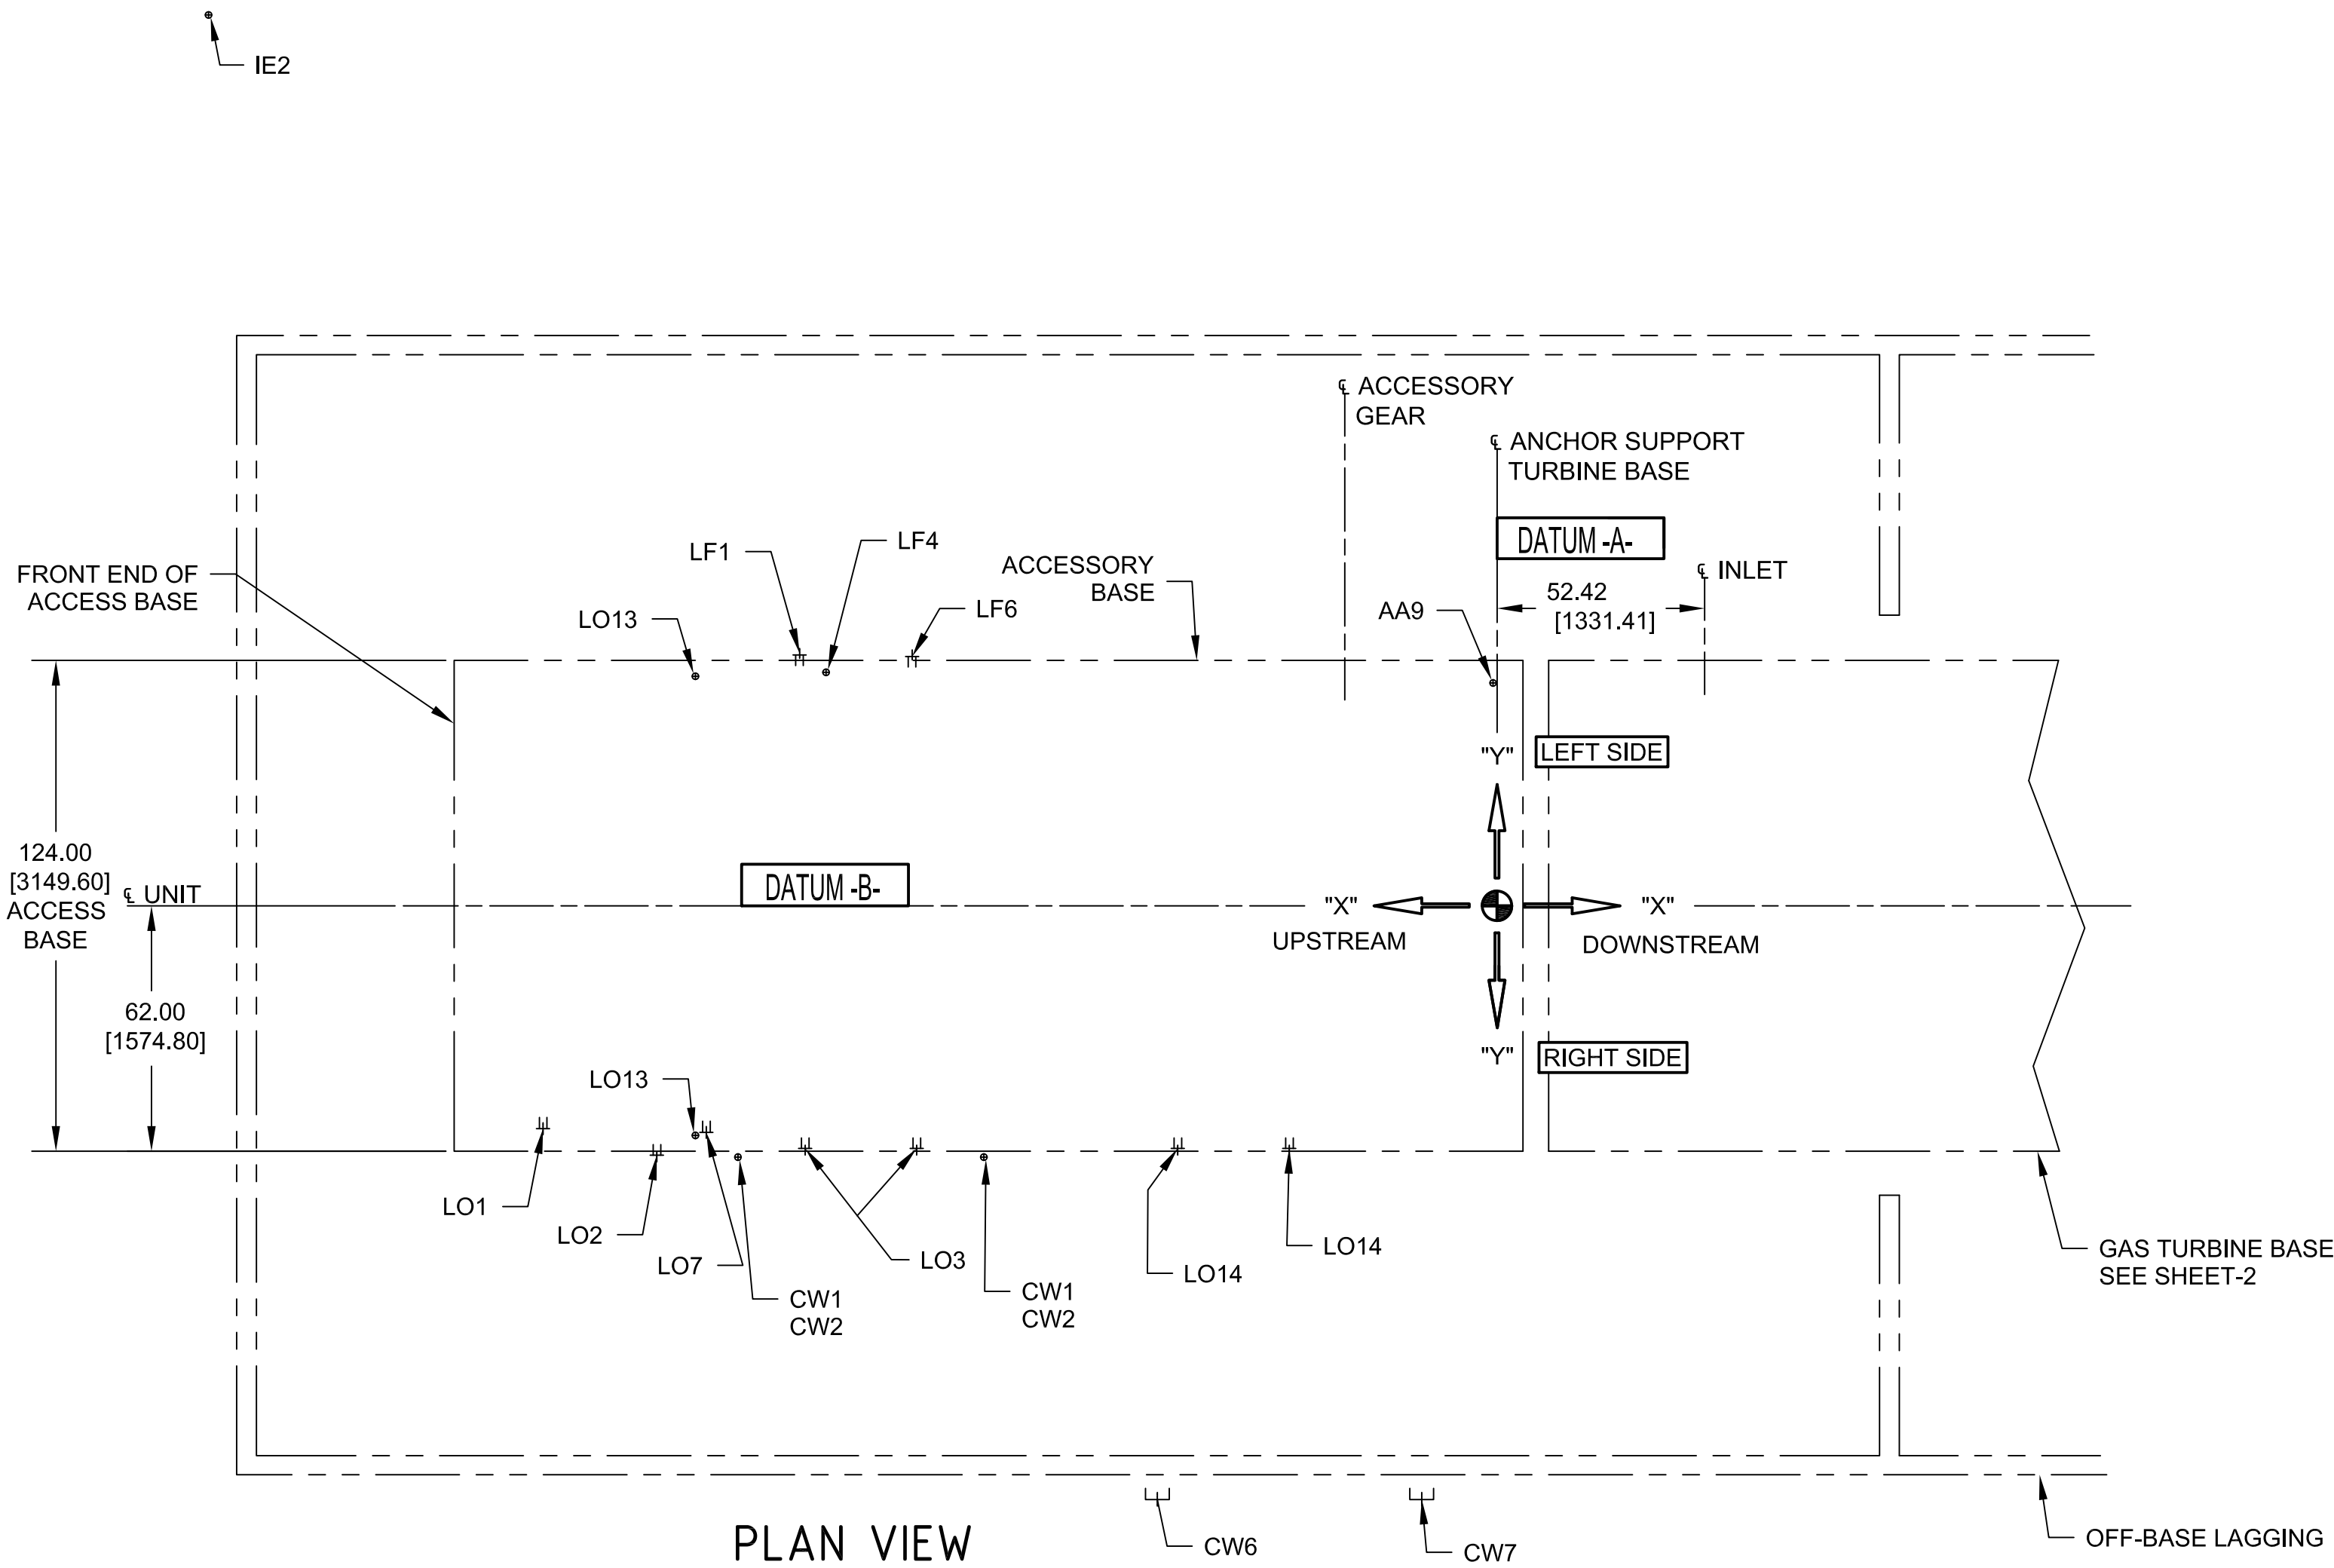 IE2
℄ ACCESSORY
GEAR
℄ ANCHOR SUPPORT
TURBINE BASE
DATUM -A-
℄ INLET
52.42
[1331.41]
AA9
LF1
LF4
LF6
ACCESSORY
BASE
FRONT END OF
ACCESS BASE
LO13
"Y"
LEFT SIDE
124.00
[3149.60]
ACCESS
BASE
℄ UNIT
DATUM -B-
"X"
UPSTREAM
"X"
DOWNSTREAM
62.00
[1574.80]
"Y"
RIGHT SIDE
LO13
LO1
LO2
LO7
CW1
CW2
LO3
CW1
CW2
LO14
LO14
GAS TURBINE BASE
SEE SHEET-2
PLAN VIEW
CW6
CW7
OFF-BASE LAGGING